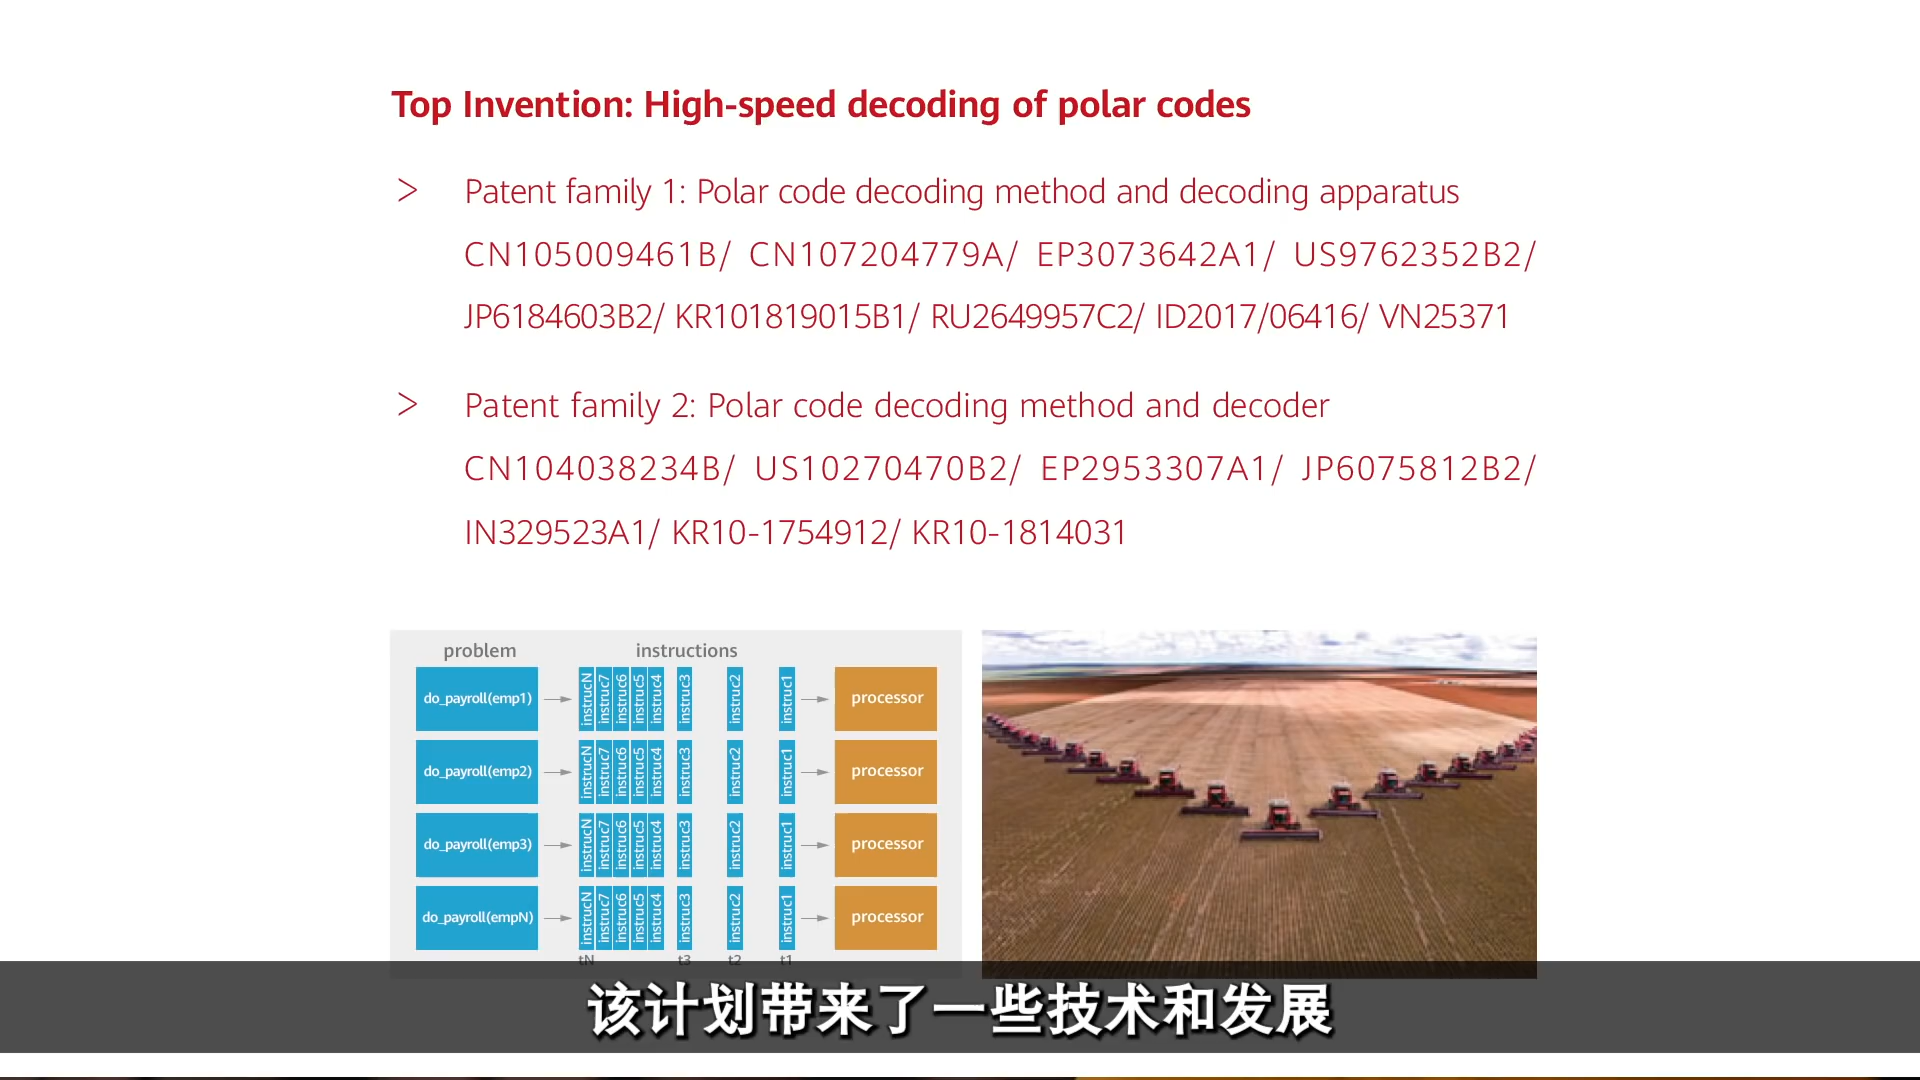 Top Invention: High-speed decoding of polar codes
> Patent family 1: Polar code decoding method and decoding apparatus
CN105009461B/ CN107204779A/ EP3073642A1/ US9762352B2/
JP6184603B2/ KR101819015B1/ RU2649957C2/ ID2017/06416/ VN25371
> Patent family 2: Polar code decoding method and decoder
CN104038234B/ US10270470B2/ EP2953307A1/ JP6075812B2/
IN329523A1/ KR10-1754912/ KR10-1814031
problem instructions
do_payroll(emp1) instrucN instruc7 instruc6 instruc5 instruc4 instruc3 instruc2 instruc1 processor
do_payroll(emp2) instrucN instruc7 instruc6 instruc5 instruc4 instruc3 instruc2 instruc1 processor
do_payroll(emp3) instrucN instruc7 instruc6 instruc5 instruc4 instruc3 instruc2 instruc1 processor
do_payroll(empN) instrucN instruc7 instruc6 instruc5 instruc4 instruc3 instruc2 instruc1 processor
tN t3 t2 t1
该计划带来了一些技术和发展